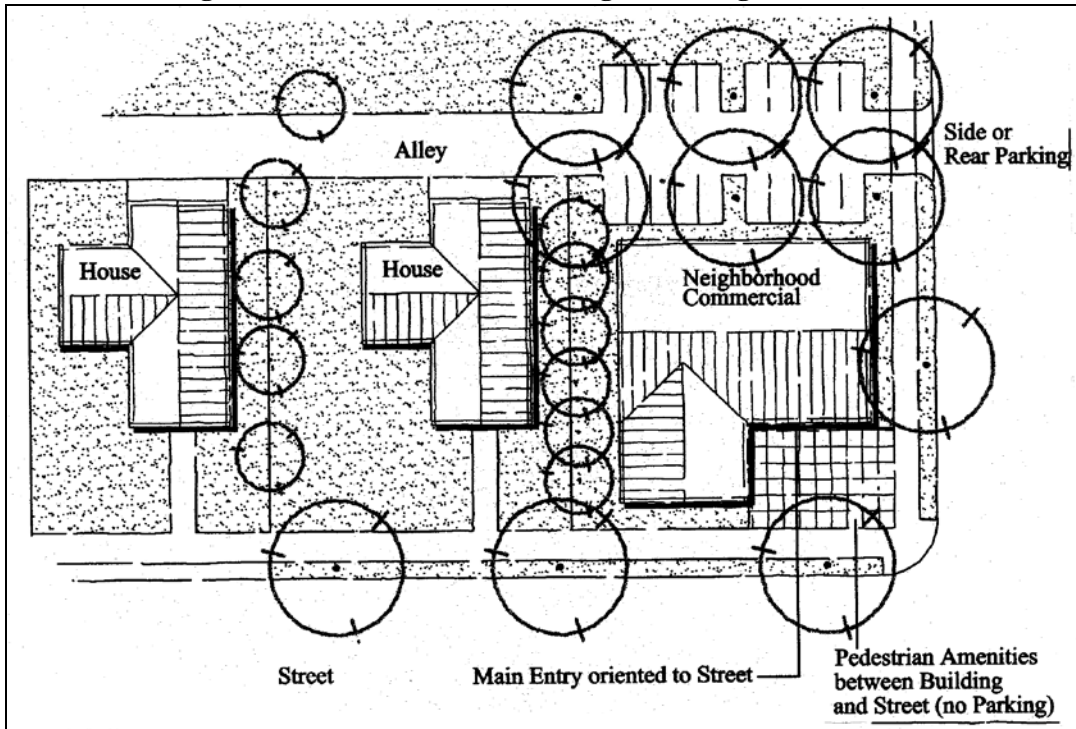 Alley
Side or
Rear Parking
House
House
Neighborhood
Commercial
Street
Main Entry oriented to Street
Pedestrian Amenities
between Building
and Street (no Parking)